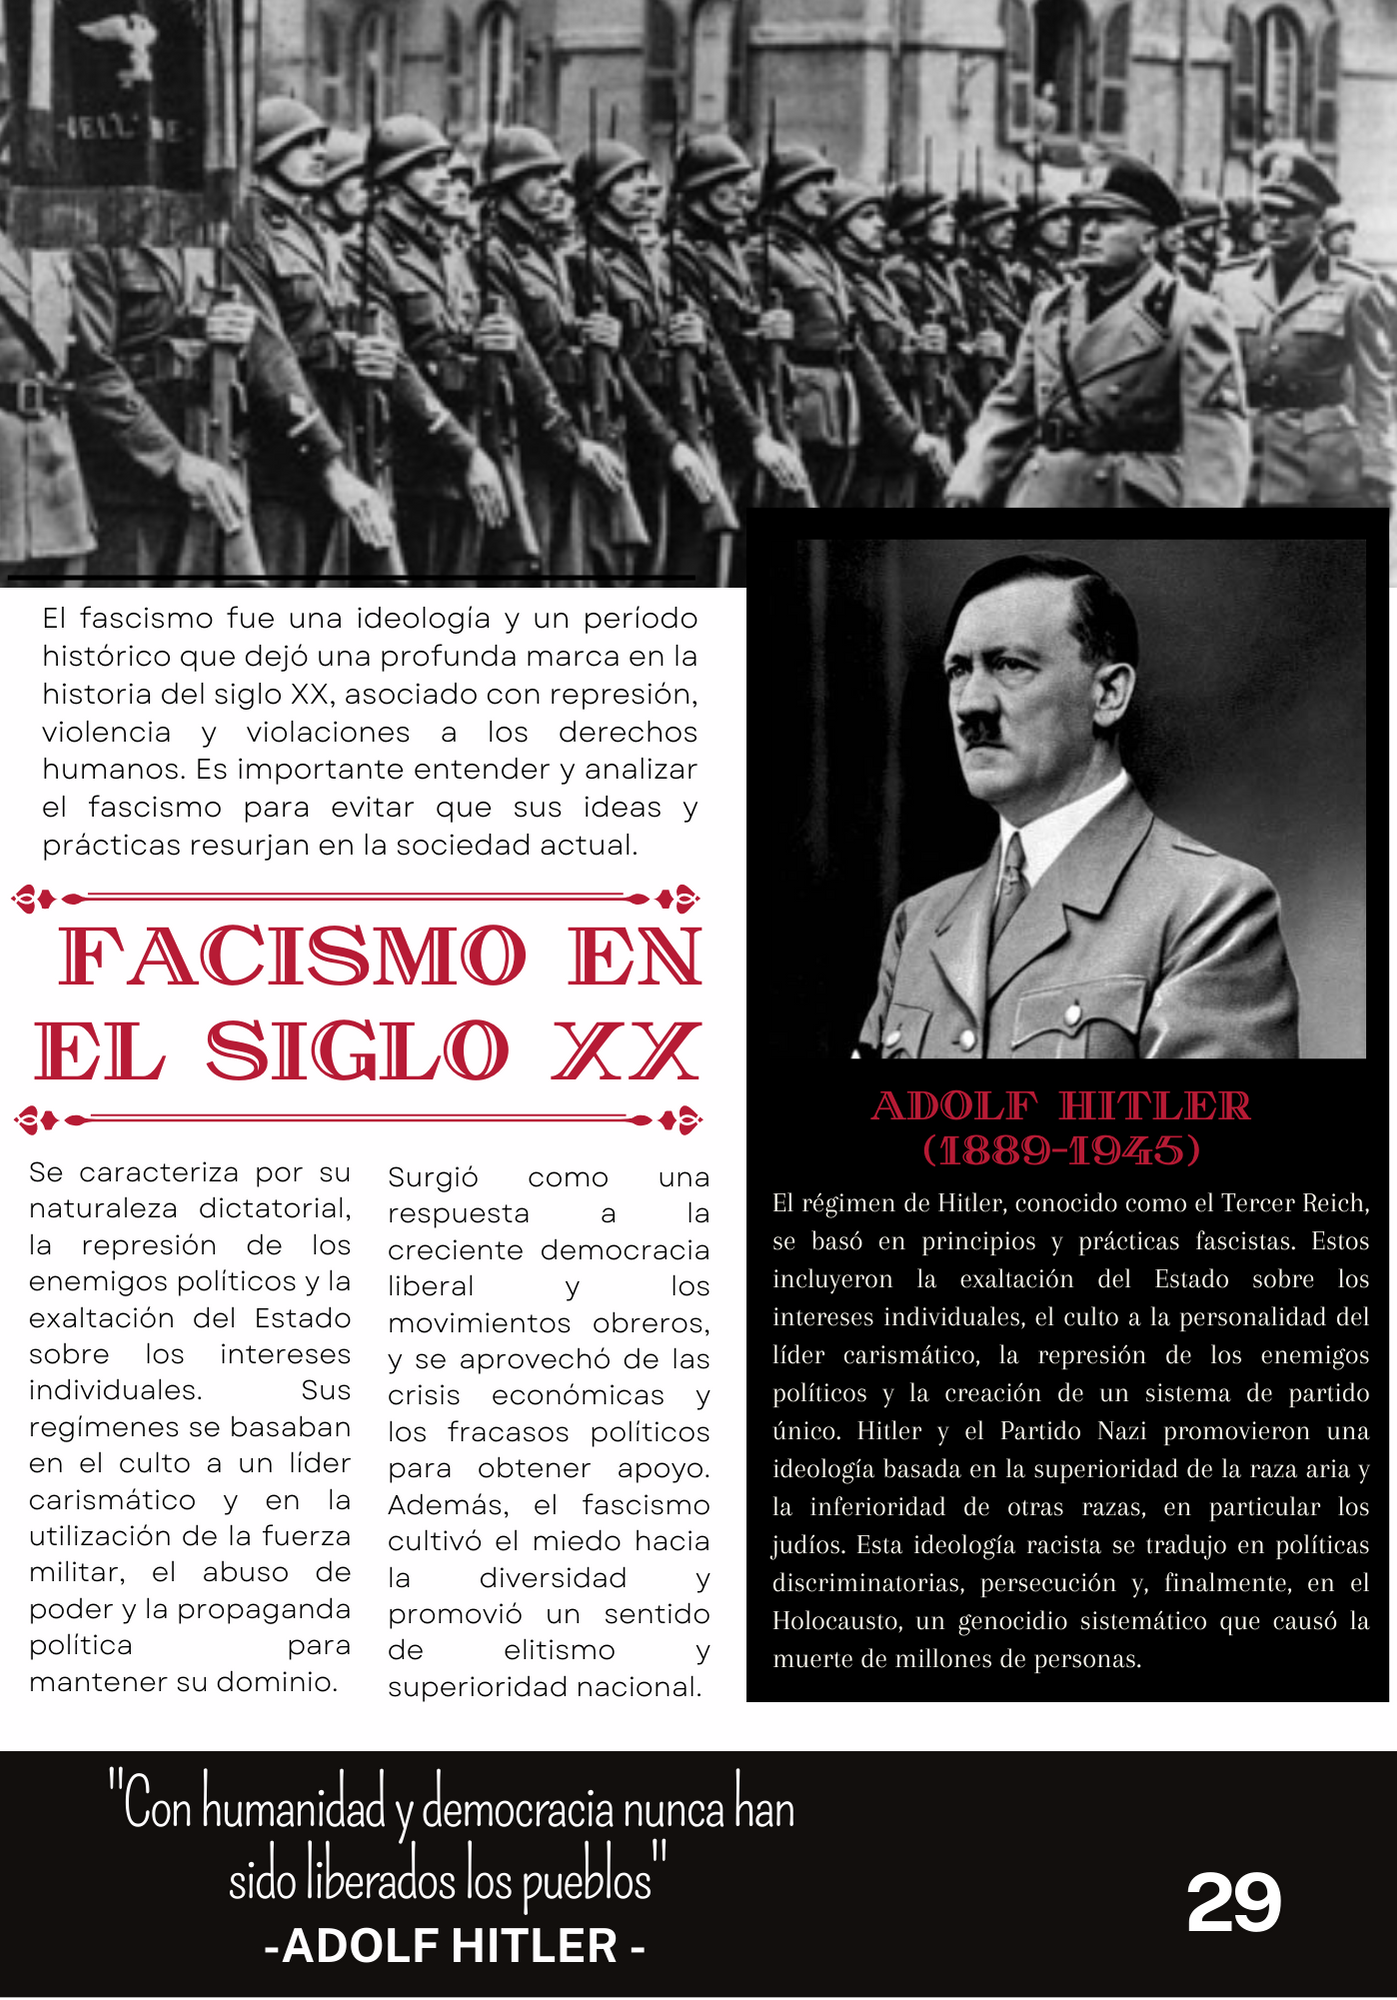 El fascismo fue una ideología y un período
histórico que dejó una profunda marca en la
historia del siglo XX, asociado con represión,
violencia y violaciones a los derechos
humanos. Es importante entender y analizar
el fascismo para evitar que sus ideas y
prácticas resurjan en la sociedad actual.
FACISMO EN
EL SIGLO XX
Se caracteriza por su
naturaleza dictatorial,
la represión de los
enemigos políticos y la
exaltación del Estado
sobre los intereses
individuales. Sus
regímenes se basaban
en el culto a un líder
carismático y en la
utilización de la fuerza
militar, el abuso de
poder y la propaganda
política para
mantener su dominio.
Surgió como una
respuesta a la
creciente democracia
liberal y los
movimientos obreros,
y se aprovechó de las
crisis económicas y
los fracasos políticos
para obtener apoyo.
Además, el fascismo
cultivó el miedo hacia
la diversidad y
promovió un sentido
de elitismo y
superioridad nacional.
ADOLF HITLER
(1889-1945)
El régimen de Hitler, conocido como el Tercer Reich,
se basó en principios y prácticas fascistas. Estos
incluyeron la exaltación del Estado sobre los
intereses individuales, el culto a la personalidad del
líder carismático, la represión de los enemigos
políticos y la creación de un sistema de partido
único. Hitler y el Partido Nazi promovieron una
ideología basada en la superioridad de la raza aria y
la inferioridad de otras razas, en particular los
judíos. Esta ideología racista se tradujo en políticas
discriminatorias, persecución y, finalmente, en el
Holocausto, un genocidio sistemático que causó la
muerte de millones de personas.
"Con humanidad y democracia nunca han
sido liberados los pueblos"
-ADOLF HITLER -
29